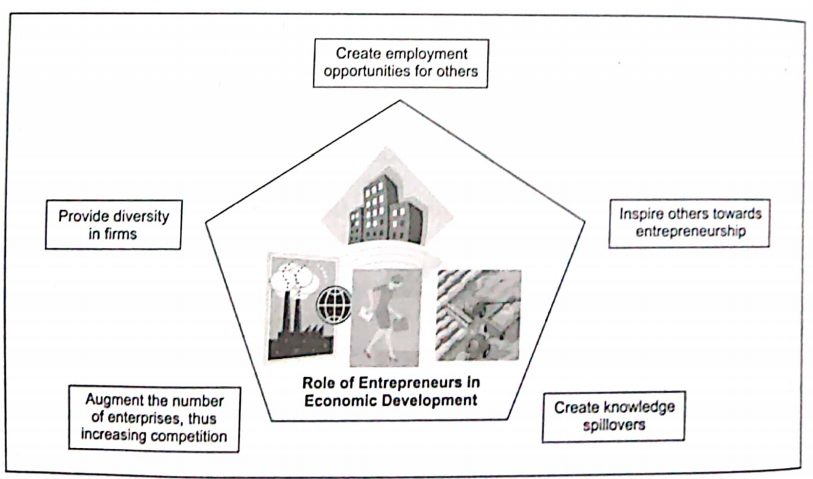 Create employment
opportunities for others
Provide diversity
in firms
Inspire others towards
entrepreneurship
Role of Entrepreneurs in
Economic Development
Augment the number
of enterprises, thus
increasing competition
Create knowledge
spillovers